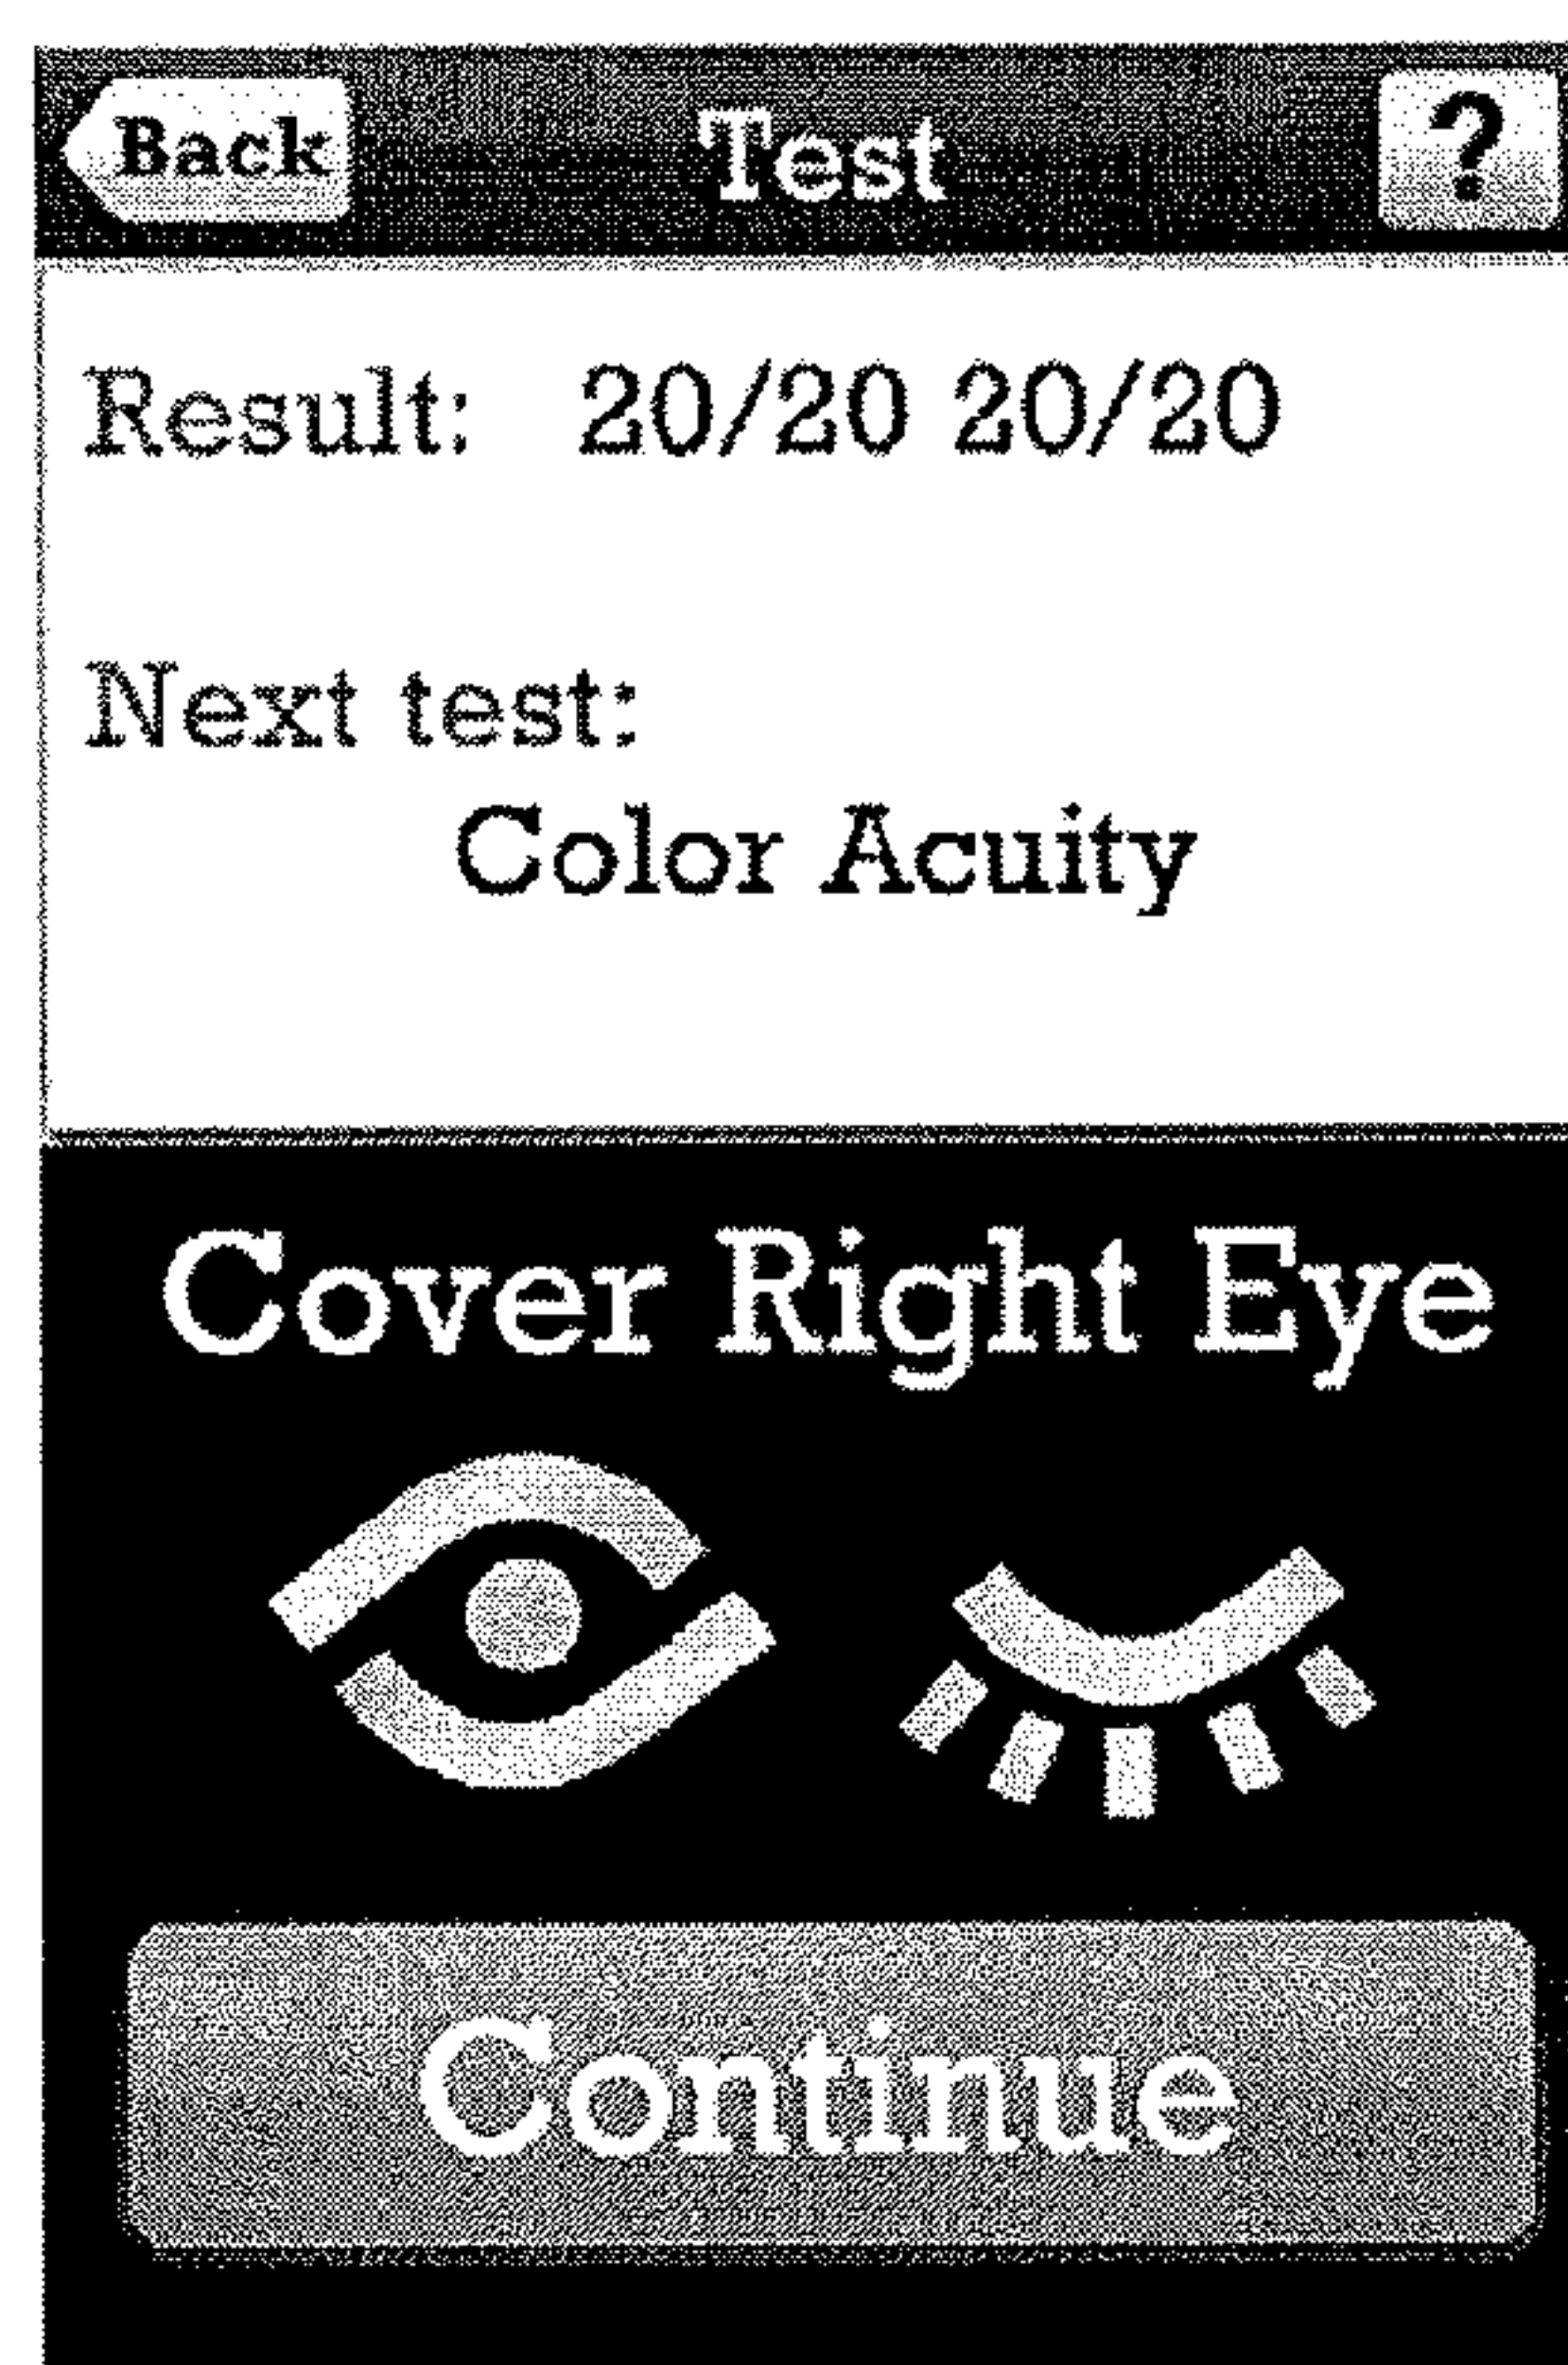 Back Test ?
Result: 20/20 20/20
Next test:
Color Acuity
Cover Right Eye
Continue